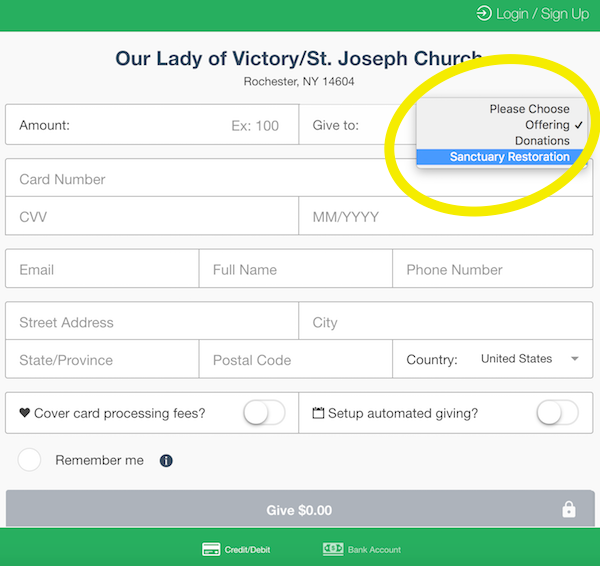 Login / Sign Up
Our Lady of Victory/St. Joseph Church
Rochester, NY 14604
Amount: Ex: 100 Give to:
Please Choose
Offering ✓
Donations
Sanctuary Restoration
Card Number
CVV MM/YYYY
Email Full Name Phone Number
Street Address City
State/Province Postal Code Country: United States
Cover card processing fees? Setup automated giving?
Remember me i
Give $0.00
Credit/Debit Bank Account